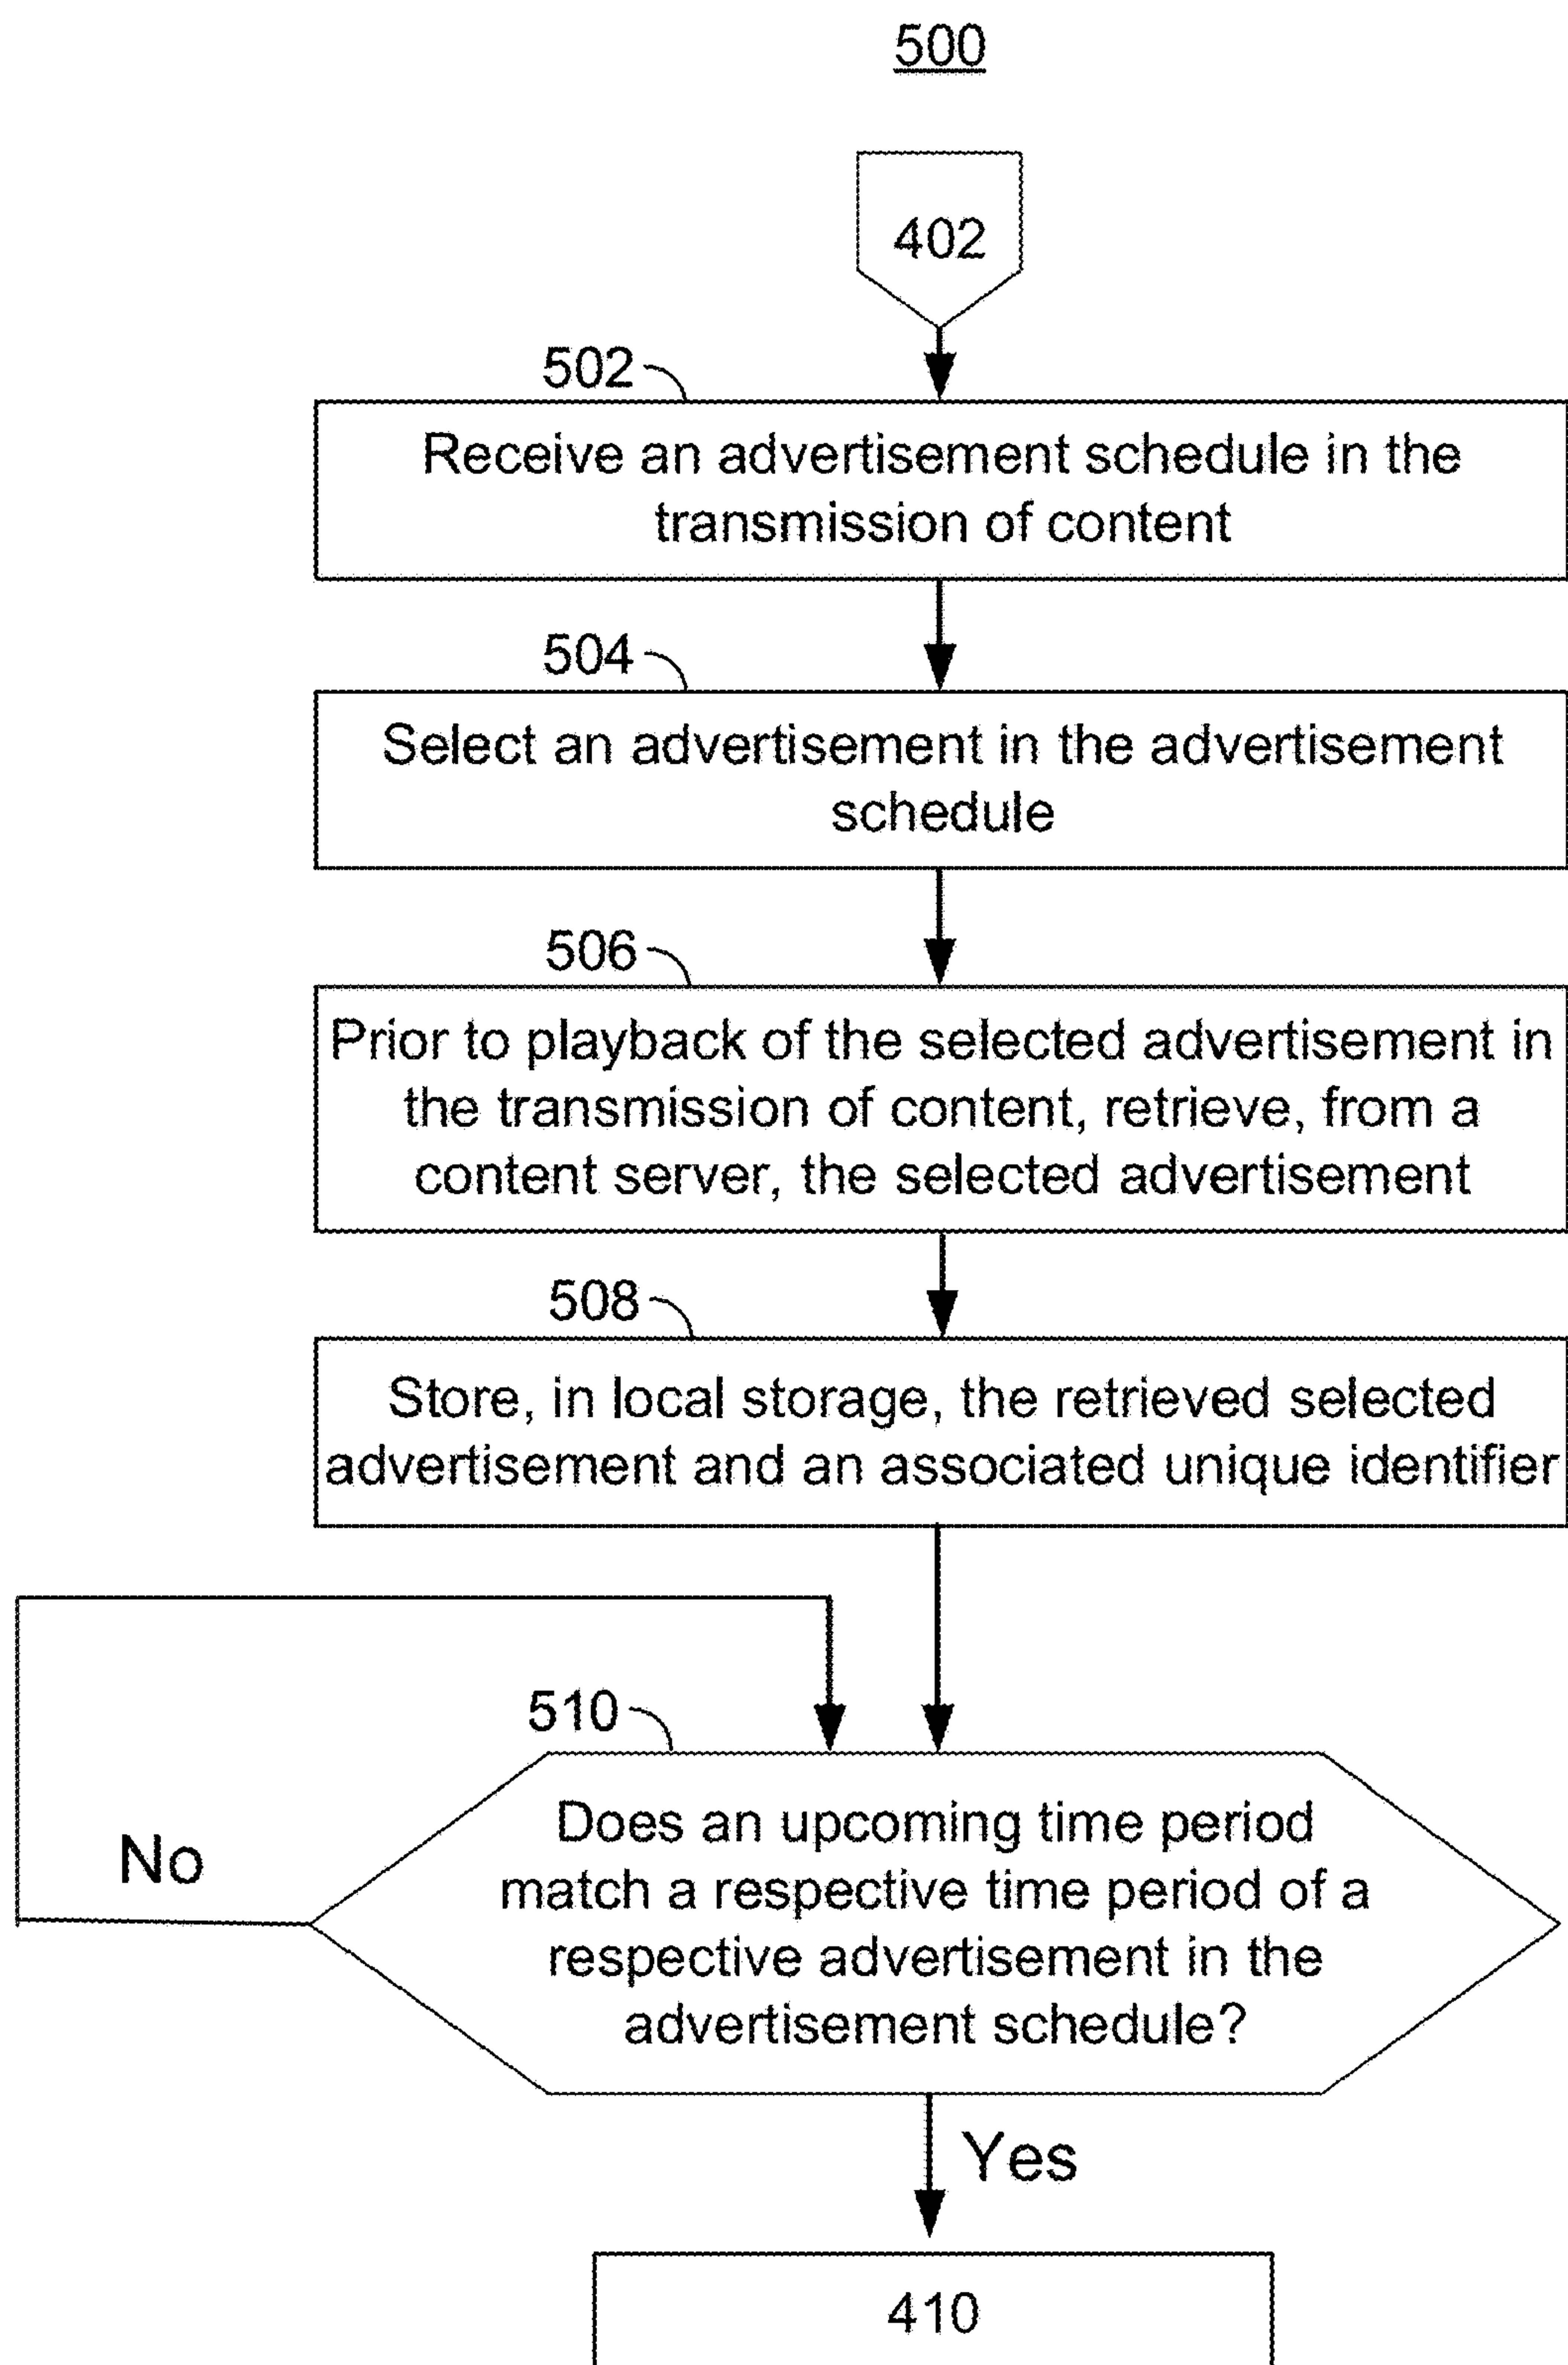 500
402
502
Receive an advertisement schedule in the
transmission of content
504
Select an advertisement in the advertisement
schedule
506
Prior to playback of the selected advertisement in
the transmission of content, retrieve, from a
content server, the selected advertisement
508
Store, in local storage, the retrieved selected
advertisement and an associated unique identifier
510
Does an upcoming time period
match a respective time period of a
respective advertisement in the
advertisement schedule?
No
Yes
410